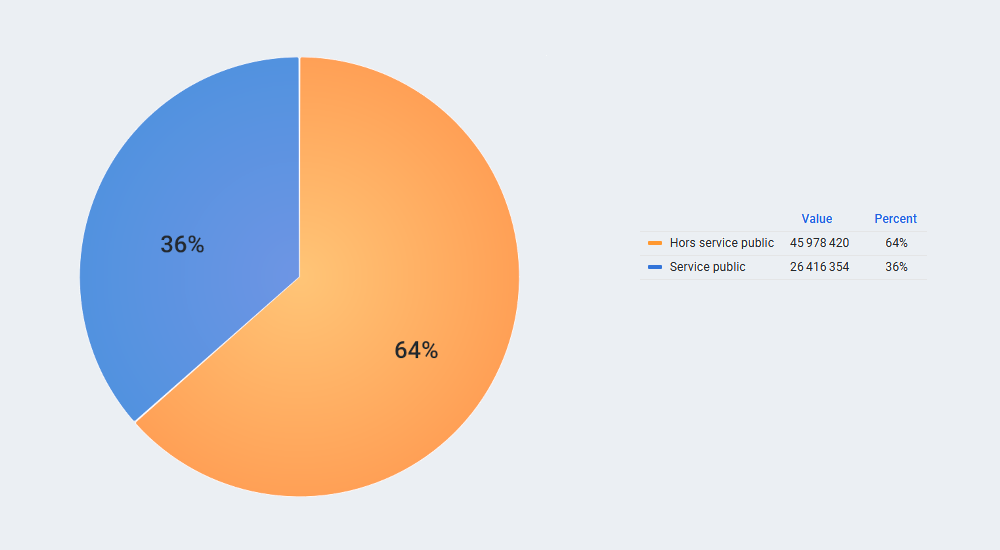 36%
64%
Value Percent
Hors service public 45 978 420 64%
Service public 26 416 354 36%